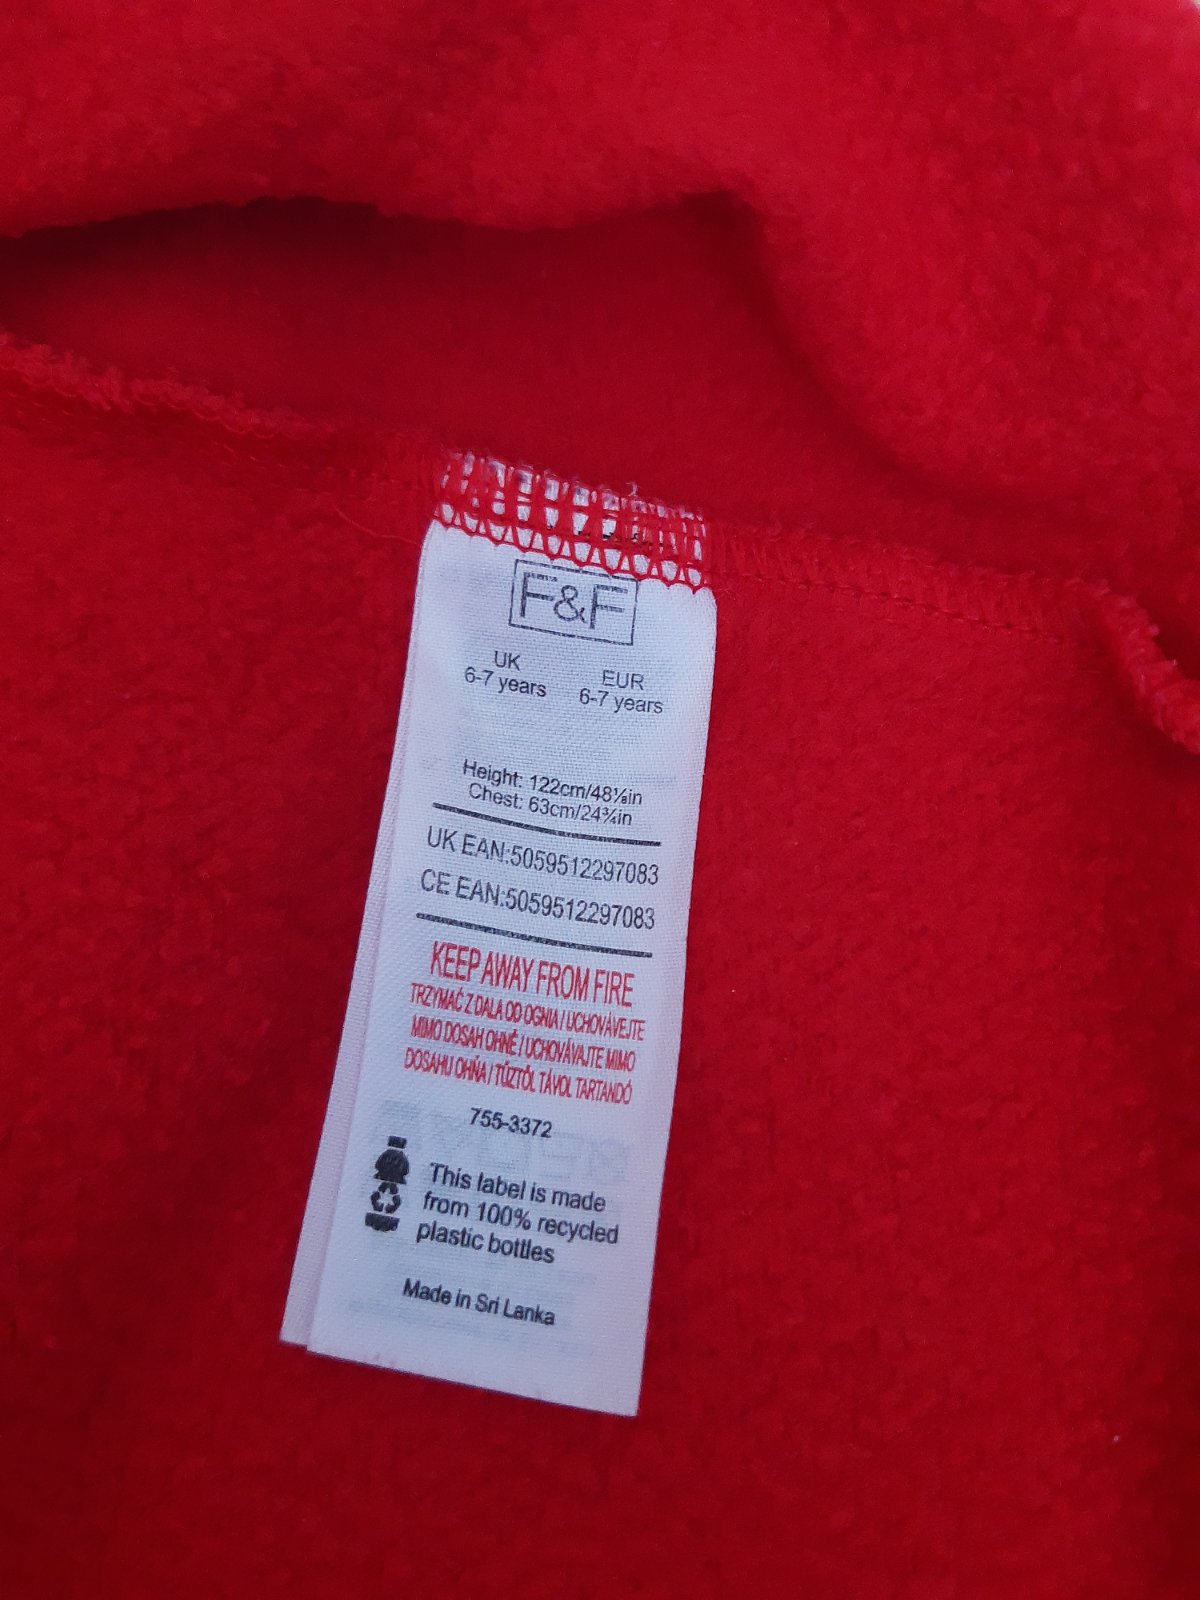 F&F
UK EUR
6-7 years 6-7 years
Height: 122cm/48⅛in
Chest: 63cm/24¾in
UK EAN:5059512297083
CE EAN:5059512297083
KEEP AWAY FROM FIRE
TRZYMAĆ Z DALA OD OGNIA / UCHOVÁVEJTE
MIMO DOSAH OHNĚ / UCHOVÁVAJTE MIMO
DOSAHU OHŇA / TŰZTŐL TÁVOL TARTANDÓ
755-3372
This label is made
from 100% recycled
plastic bottles
Made in Sri Lanka